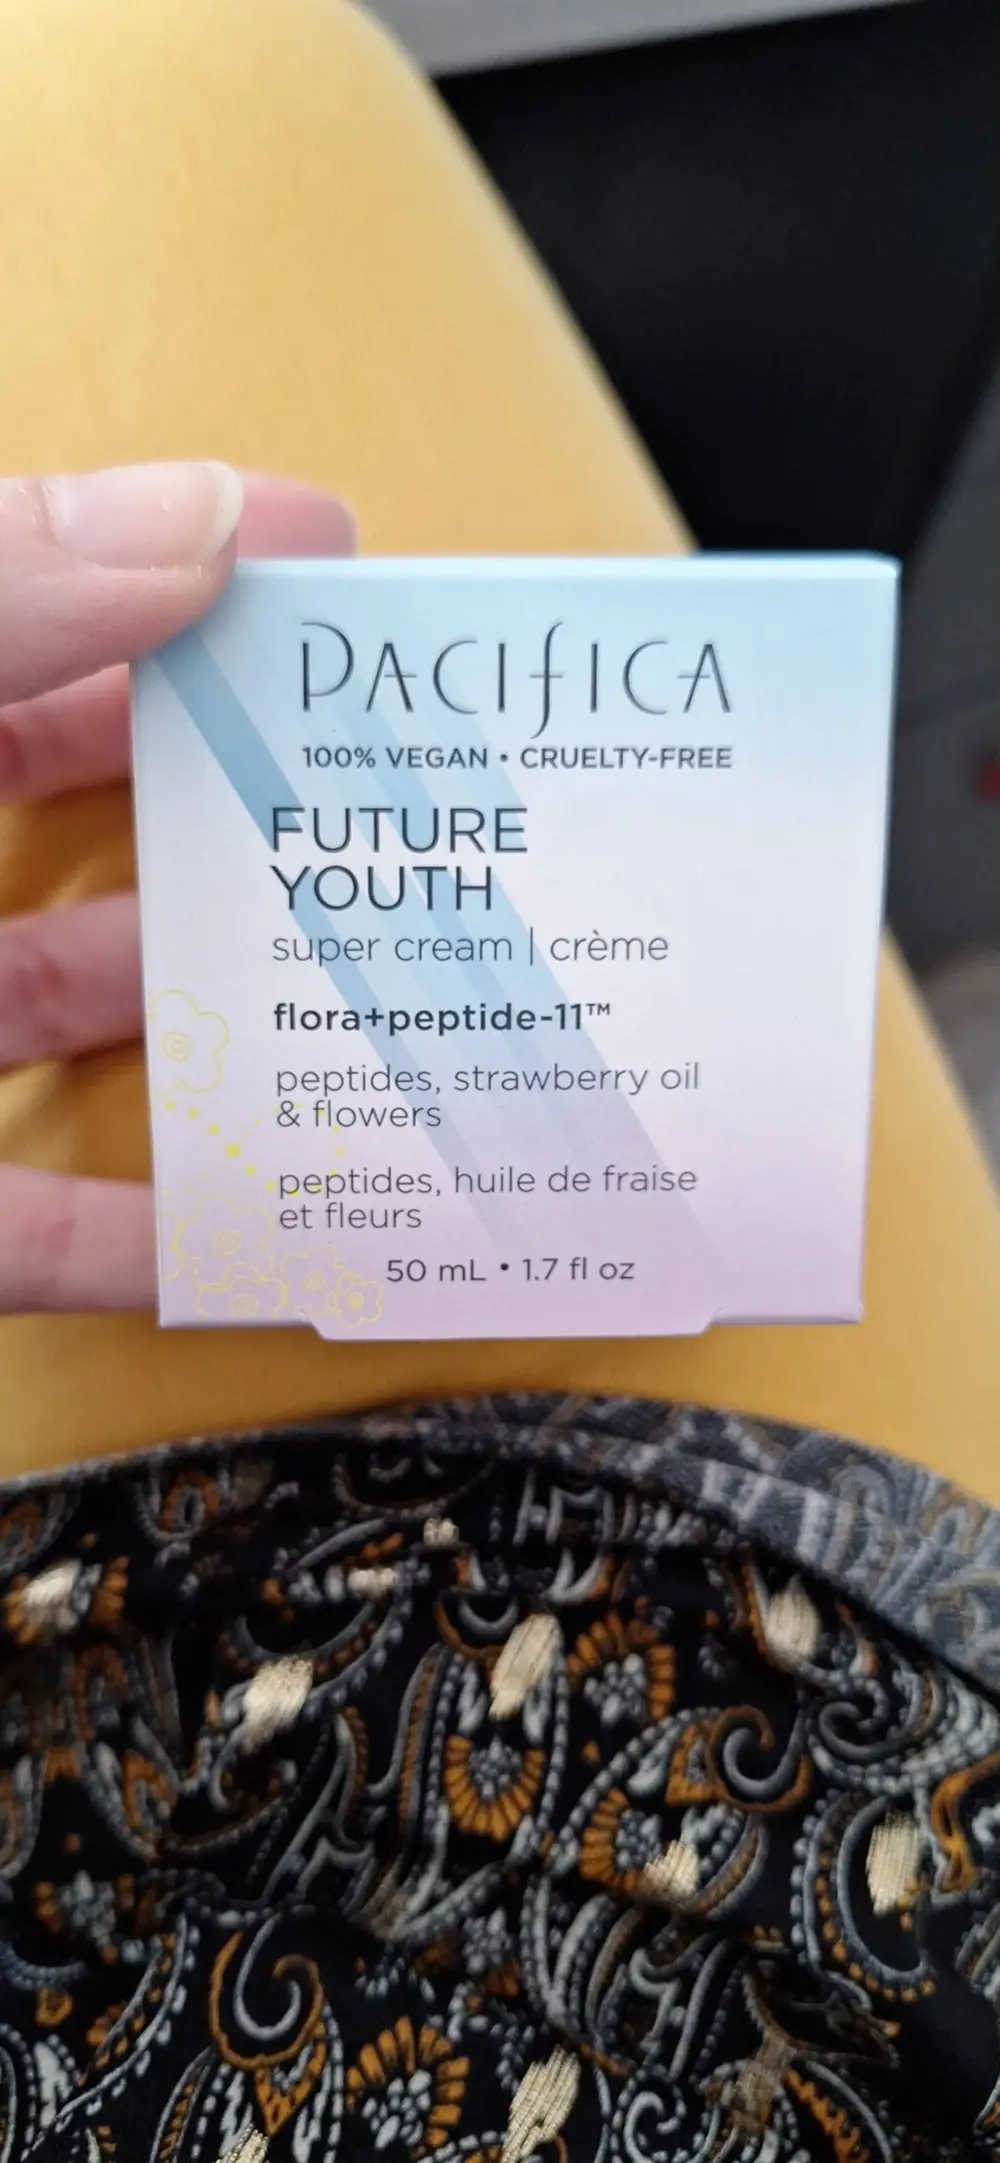 PACIFICA
100% VEGAN • CRUELTY-FREE
FUTURE
YOUTH
super cream | crème
flora+peptide-11™
peptides, strawberry oil
& flowers
peptides, huile de fraise
et fleurs
50 mL • 1.7 fl oz